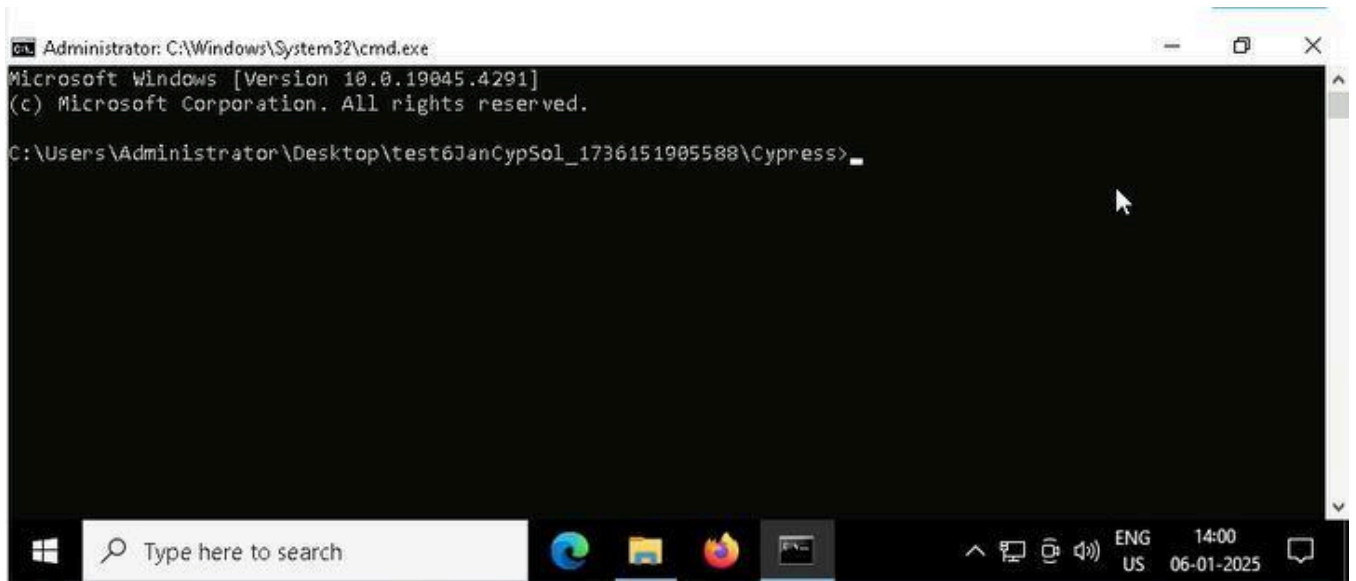 Administrator: C:\Windows\System32\cmd.exe
Microsoft Windows [Version 10.0.19045.4291]
(c) Microsoft Corporation. All rights reserved.
C:\Users\Administrator\Desktop\test6JanCypSol_1736151905588\Cypress>_
Type here to search
ENG
US
14:00
06-01-2025